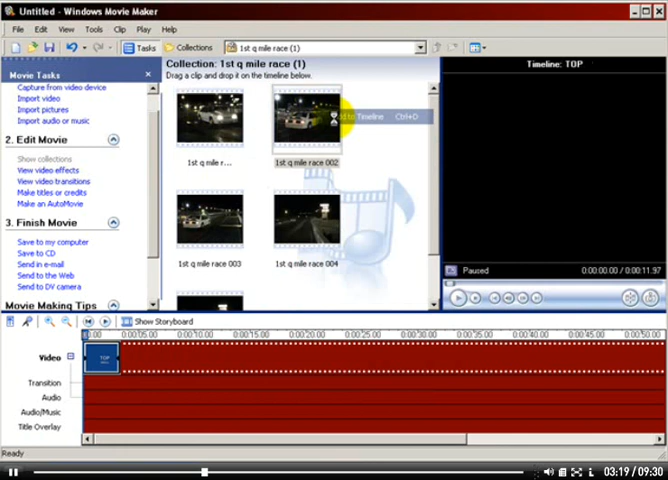 Untitled - Windows Movie Maker
File Edit View Tools Clip Play Help
Tasks Collections 1st q mile race (1)
Movie Tasks
Capture from video device
Import video
Import pictures
Import audio or music
2. Edit Movie
Show collections
View video effects
View video transitions
Make titles or credits
Make an AutoMovie
3. Finish Movie
Save to my computer
Save to CD
Send in e-mail
Send to the Web
Send to DV camera
Movie Making Tips
Collection: 1st q mile race (1)
Drag a clip and drop it on the timeline below.
to Timeline Ctrl+D
1st q mile r...
1st q mile race 002
1st q mile race 003
1st q mile race 004
Timeline: TOP
Paused 0:00:00.00 / 0:00:11.97
Show Storyboard
0:00:05.00 0:00:10.00 0:00:15.00 0:00:20.00 0:00:25.00 0:00:30.00 0:00:35.00 0:00:40.00 0:00:45.00 0:00:50.00
Video
TOP
Transition
Audio
Audio/Music
Title Overlay
Ready
03:19 / 09:30